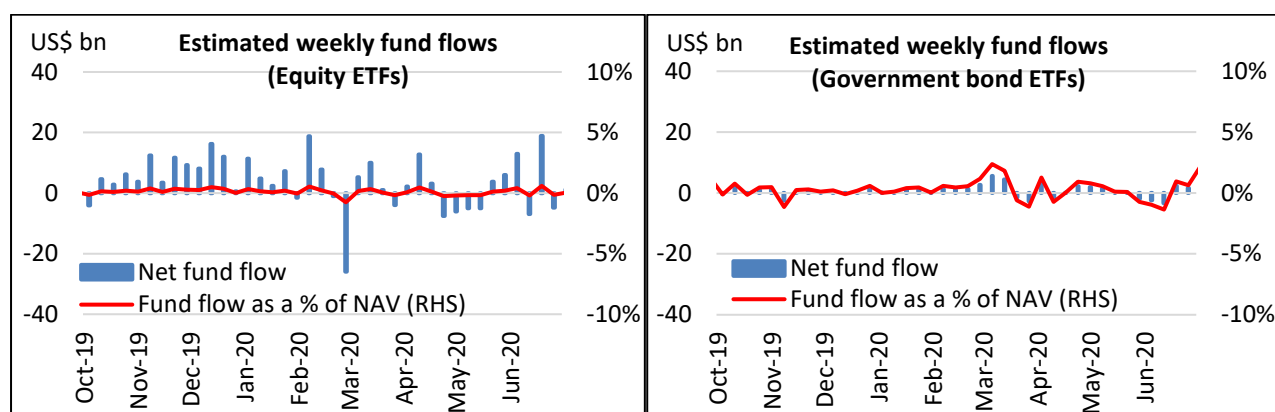 US$ bn
Estimated weekly fund flows
(Equity ETFs)
40
20
0
-20
-40
10%
5%
0%
-5%
-10%
Net fund flow
Fund flow as a % of NAV (RHS)
Oct-19
Nov-19
Dec-19
Jan-20
Feb-20
Mar-20
Apr-20
May-20
Jun-20
US$ bn
Estimated weekly fund flows
(Government bond ETFs)
40
20
0
-20
-40
10%
5%
0%
-5%
-10%
Net fund flow
Fund flow as a % of NAV (RHS)
Oct-19
Nov-19
Dec-19
Jan-20
Feb-20
Mar-20
Apr-20
May-20
Jun-20